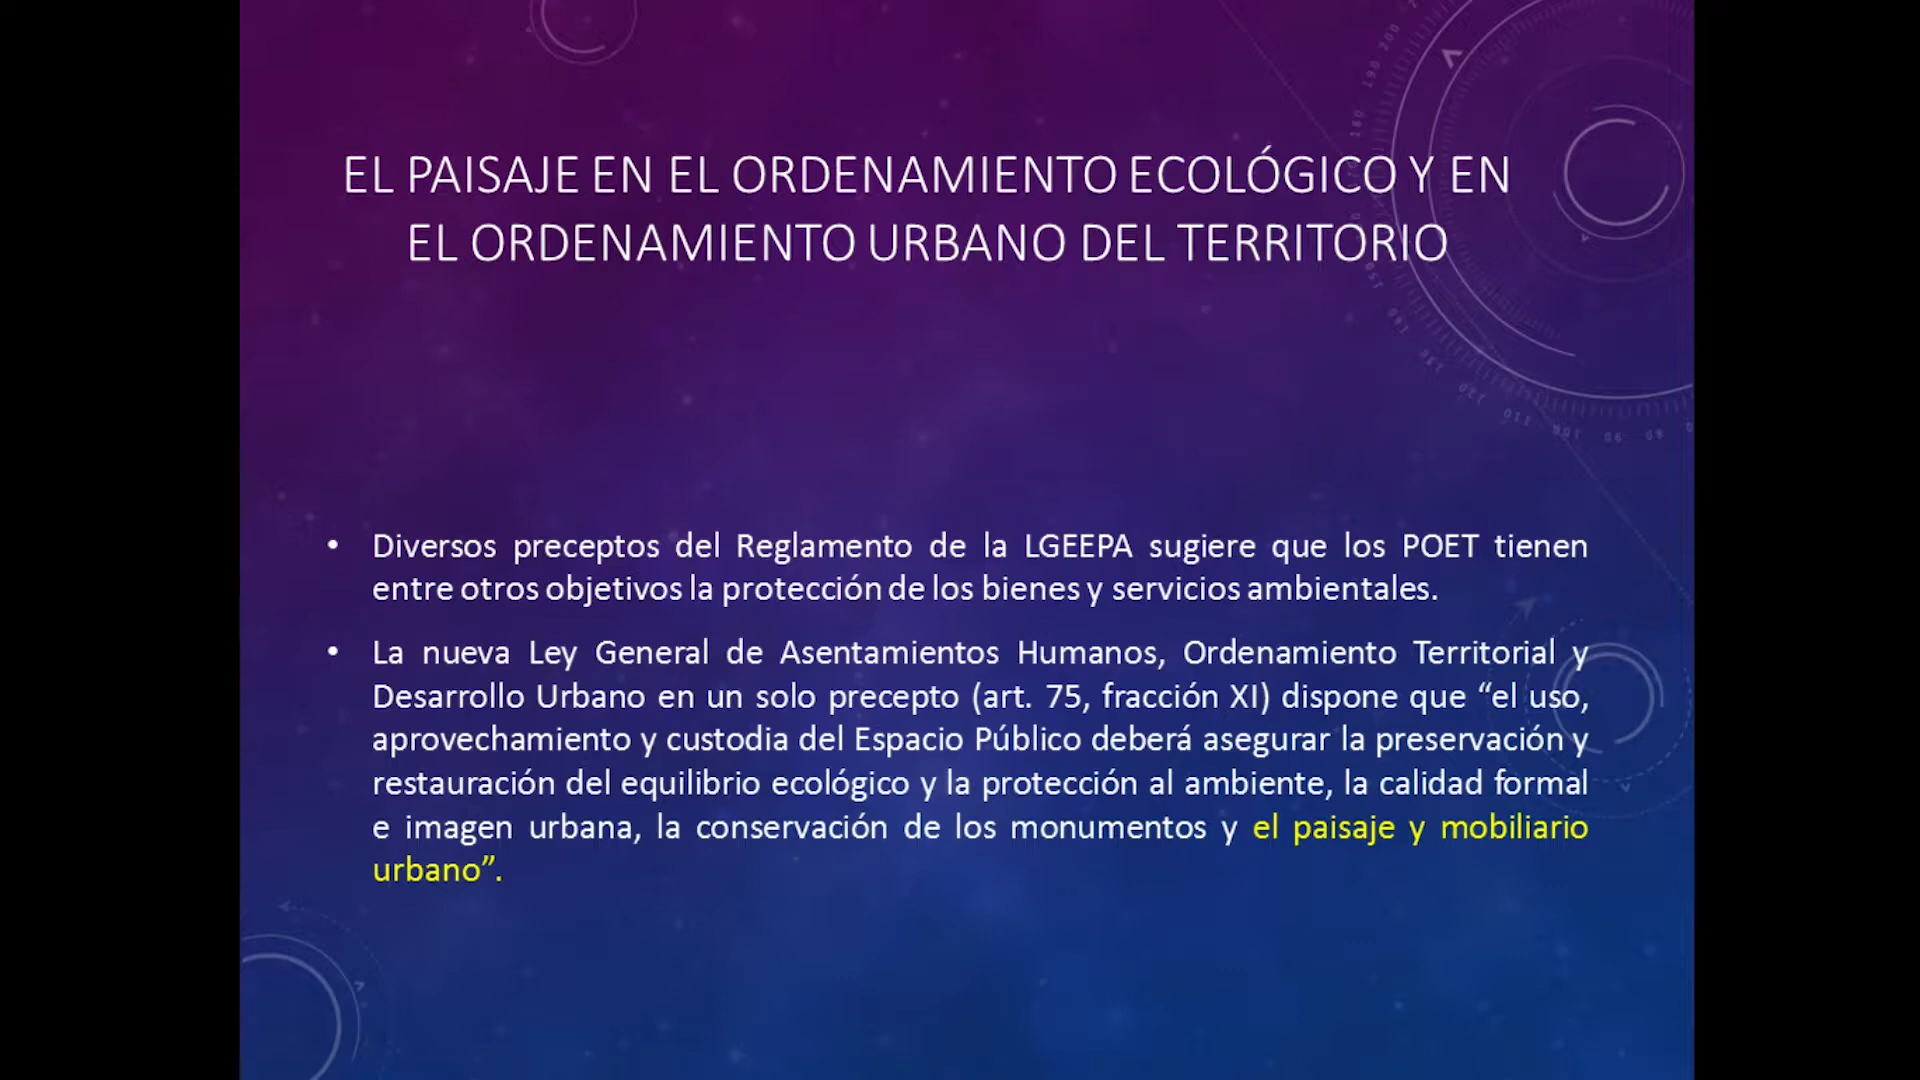 EL PAISAJE EN EL ORDENAMIENTO ECOLÓGICO Y EN
EL ORDENAMIENTO URBANO DEL TERRITORIO
• Diversos preceptos del Reglamento de la LGEEPA sugiere que los POET tienen
entre otros objetivos la protección de los bienes y servicios ambientales.
• La nueva Ley General de Asentamientos Humanos, Ordenamiento Territorial y
Desarrollo Urbano en un solo precepto (art. 75, fracción XI) dispone que “el uso,
aprovechamiento y custodia del Espacio Público deberá asegurar la preservación y
restauración del equilibrio ecológico y la protección al ambiente, la calidad formal
e imagen urbana, la conservación de los monumentos y el paisaje y mobiliario
urbano”.